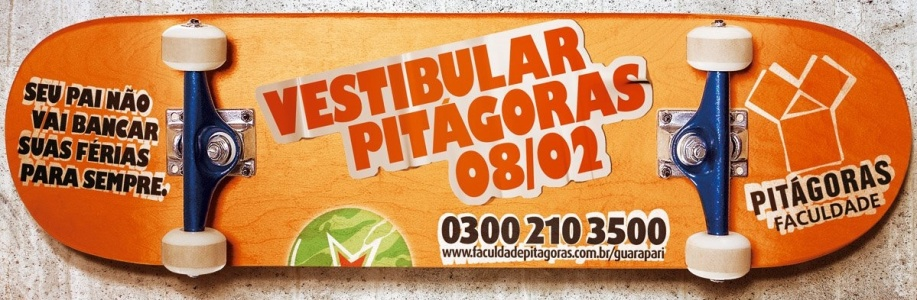 SEU PAI NÃO
VAI BANCAR
SUAS FÉRIAS
PARA SEMPRE.
VESTIBULAR
PITÁGORAS
08/02
0300 210 3500
www.faculdadepitagoras.com.br/guarapari
PITÁGORAS
FACULDADE